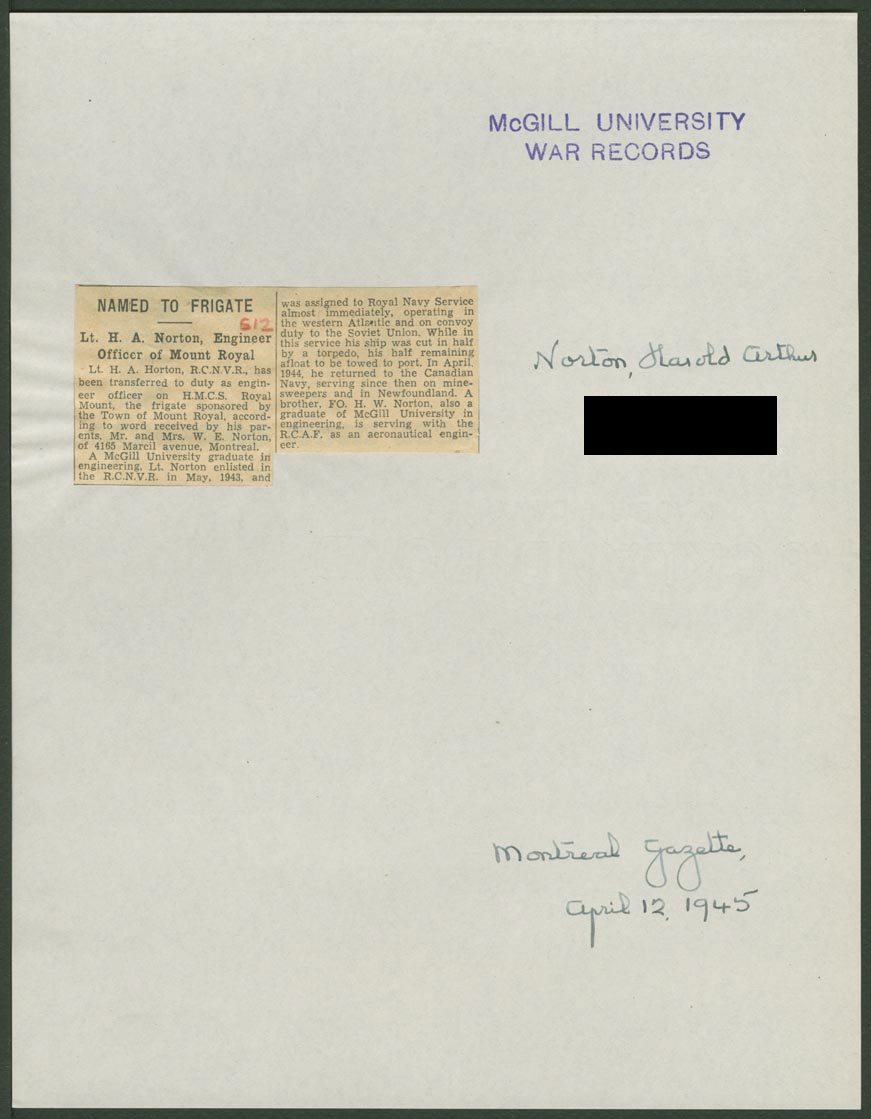 McGILL UNIVERSITY
WAR RECORDS
NAMED TO FRIGATE
612
Lt. H. A. Norton, Engineer
Officer of Mount Royal
Lt. H. A. Horton, R.C.N.V.R., has
been transferred to duty as engin-
eer officer on H.M.C.S. Royal
Mount, the frigate sponsored by
the Town of Mount Royal, accord-
ing to word received by his par-
ents, Mr. and Mrs. W. E. Norton,
of 4165 Marcil avenue, Montreal.
A McGill University graduate in
engineering, Lt. Norton enlisted in
the R.C.N.V.R. in May, 1943, and
was assigned to Royal Navy Service
almost immediately, operating in
the western Atlantic and on convoy
duty to the Soviet Union. While in
this service his ship was cut in half
by a torpedo, his half remaining
afloat to be towed to port. In April,
1944, he returned to the Canadian
Navy, serving since then on mine-
sweepers and in Newfoundland. A
brother, FO. H. W. Norton, also a
graduate of McGill University in
engineering, is serving with the
R.C.A.F. as an aeronautical engin-
eer.
Norton, Harold Arthur
Montreal Gazette,
April 12, 1945